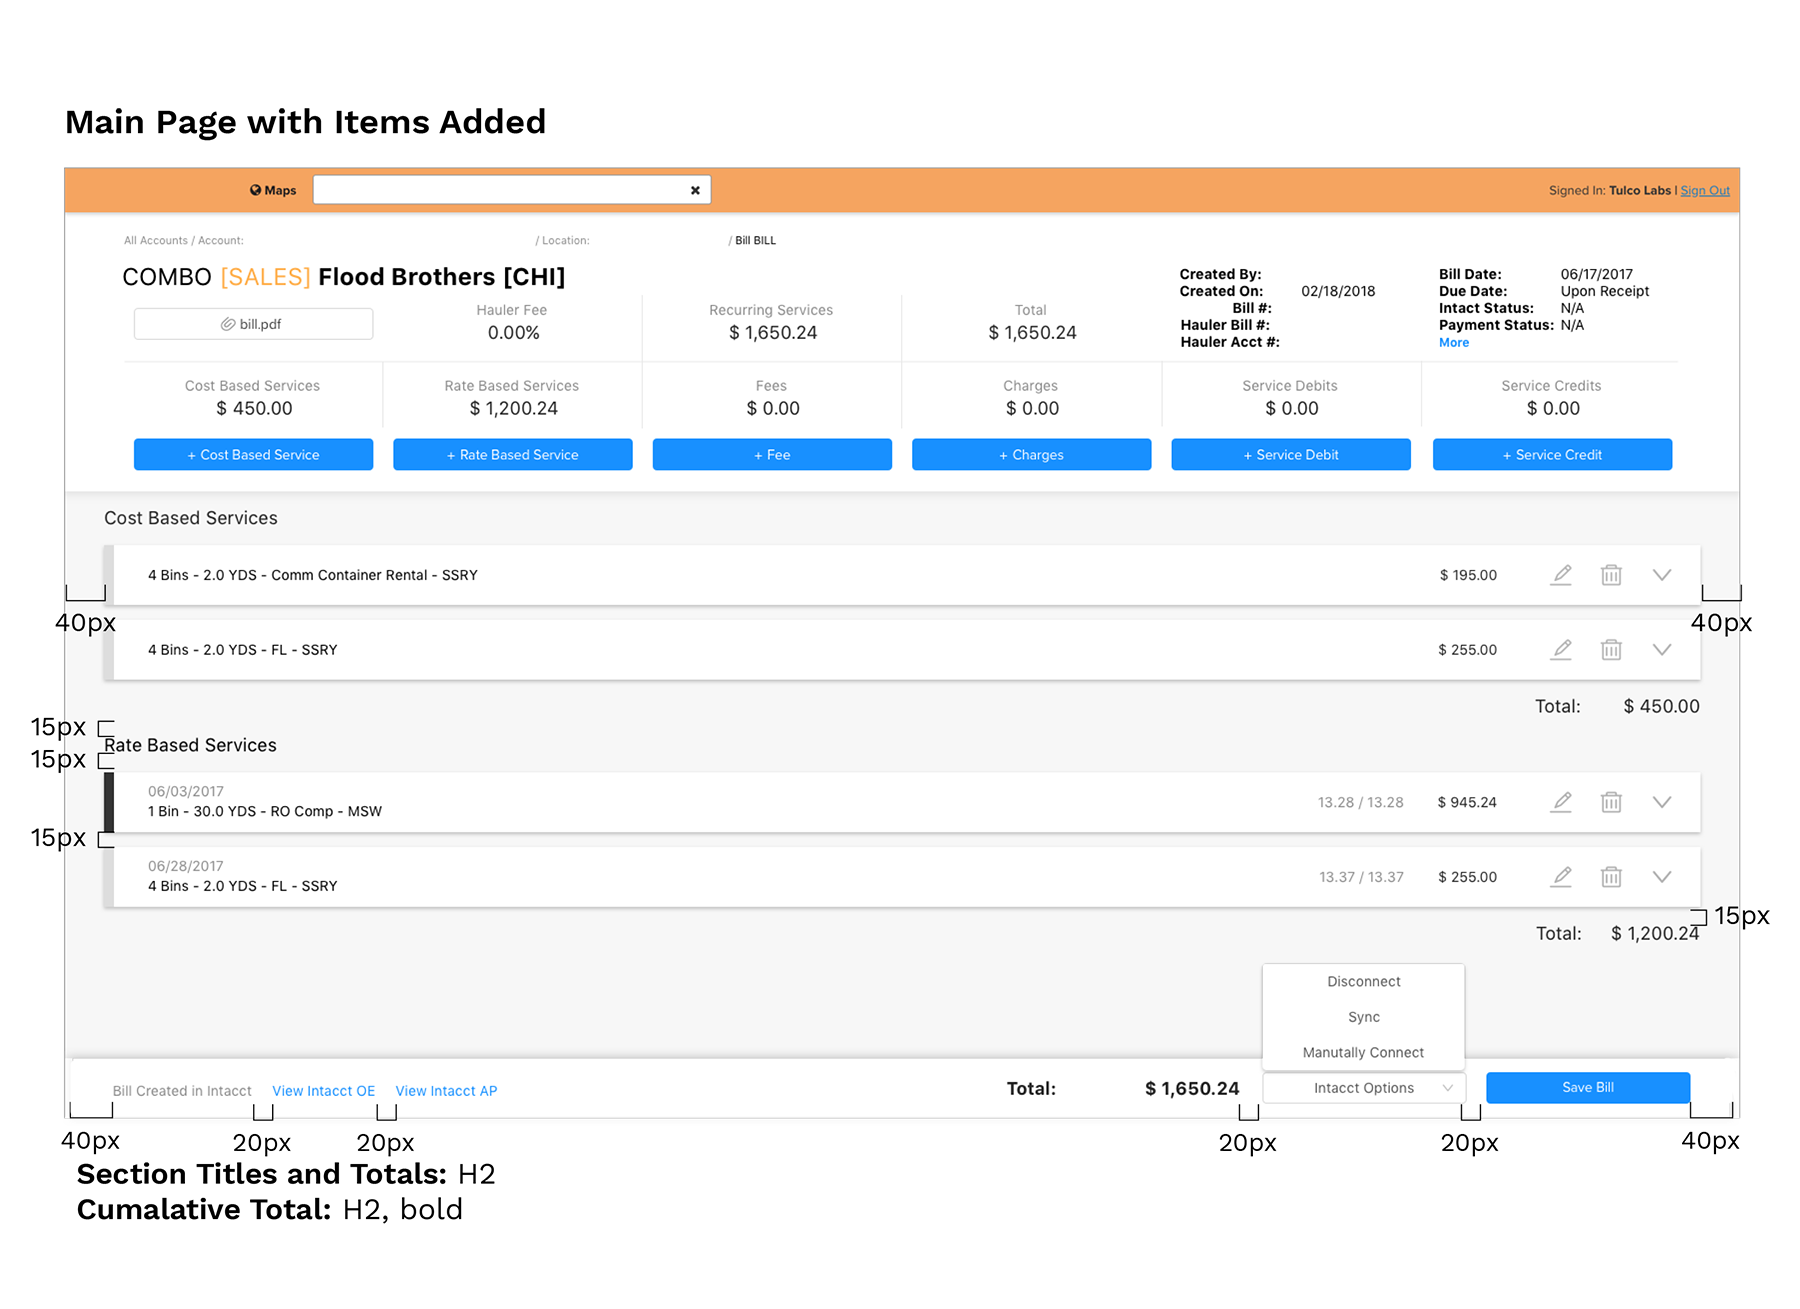 Main Page with Items Added
Maps
Signed In: Tulco Labs | Sign Out
All Accounts / Account: / Location: / Bill BILL
COMBO [SALES] Flood Brothers [CHI]
Created By:
Created On: 02/18/2018
Bill #:
Hauler Bill #:
Hauler Acct #:
Bill Date: 06/17/2017
Due Date: Upon Receipt
Intact Status: N/A
Payment Status: N/A
More
bill.pdf
Hauler Fee
0.00%
Recurring Services
$ 1,650.24
Total
$ 1,650.24
Cost Based Services
$ 450.00
Rate Based Services
$ 1,200.24
Fees
$ 0.00
Charges
$ 0.00
Service Debits
$ 0.00
Service Credits
$ 0.00
+ Cost Based Service
+ Rate Based Service
+ Fee
+ Charges
+ Service Debit
+ Service Credit
Cost Based Services
4 Bins - 2.0 YDS - Comm Container Rental - SSRY $ 195.00
40px 40px
4 Bins - 2.0 YDS - FL - SSRY $ 255.00
Total: $ 450.00
15px
Rate Based Services
15px
06/03/2017
1 Bin - 30.0 YDS - RO Comp - MSW 13.28 / 13.28 $ 945.24
15px
06/28/2017
4 Bins - 2.0 YDS - FL - SSRY 13.37 / 13.37 $ 255.00
15px
Total: $ 1,200.24
Disconnect
Sync
Manutally Connect
Bill Created in Intacct View Intacct OE View Intacct AP Total: $ 1,650.24 Intacct Options Save Bill
40px 20px 20px 20px 20px 40px
Section Titles and Totals: H2
Cumalative Total: H2, bold